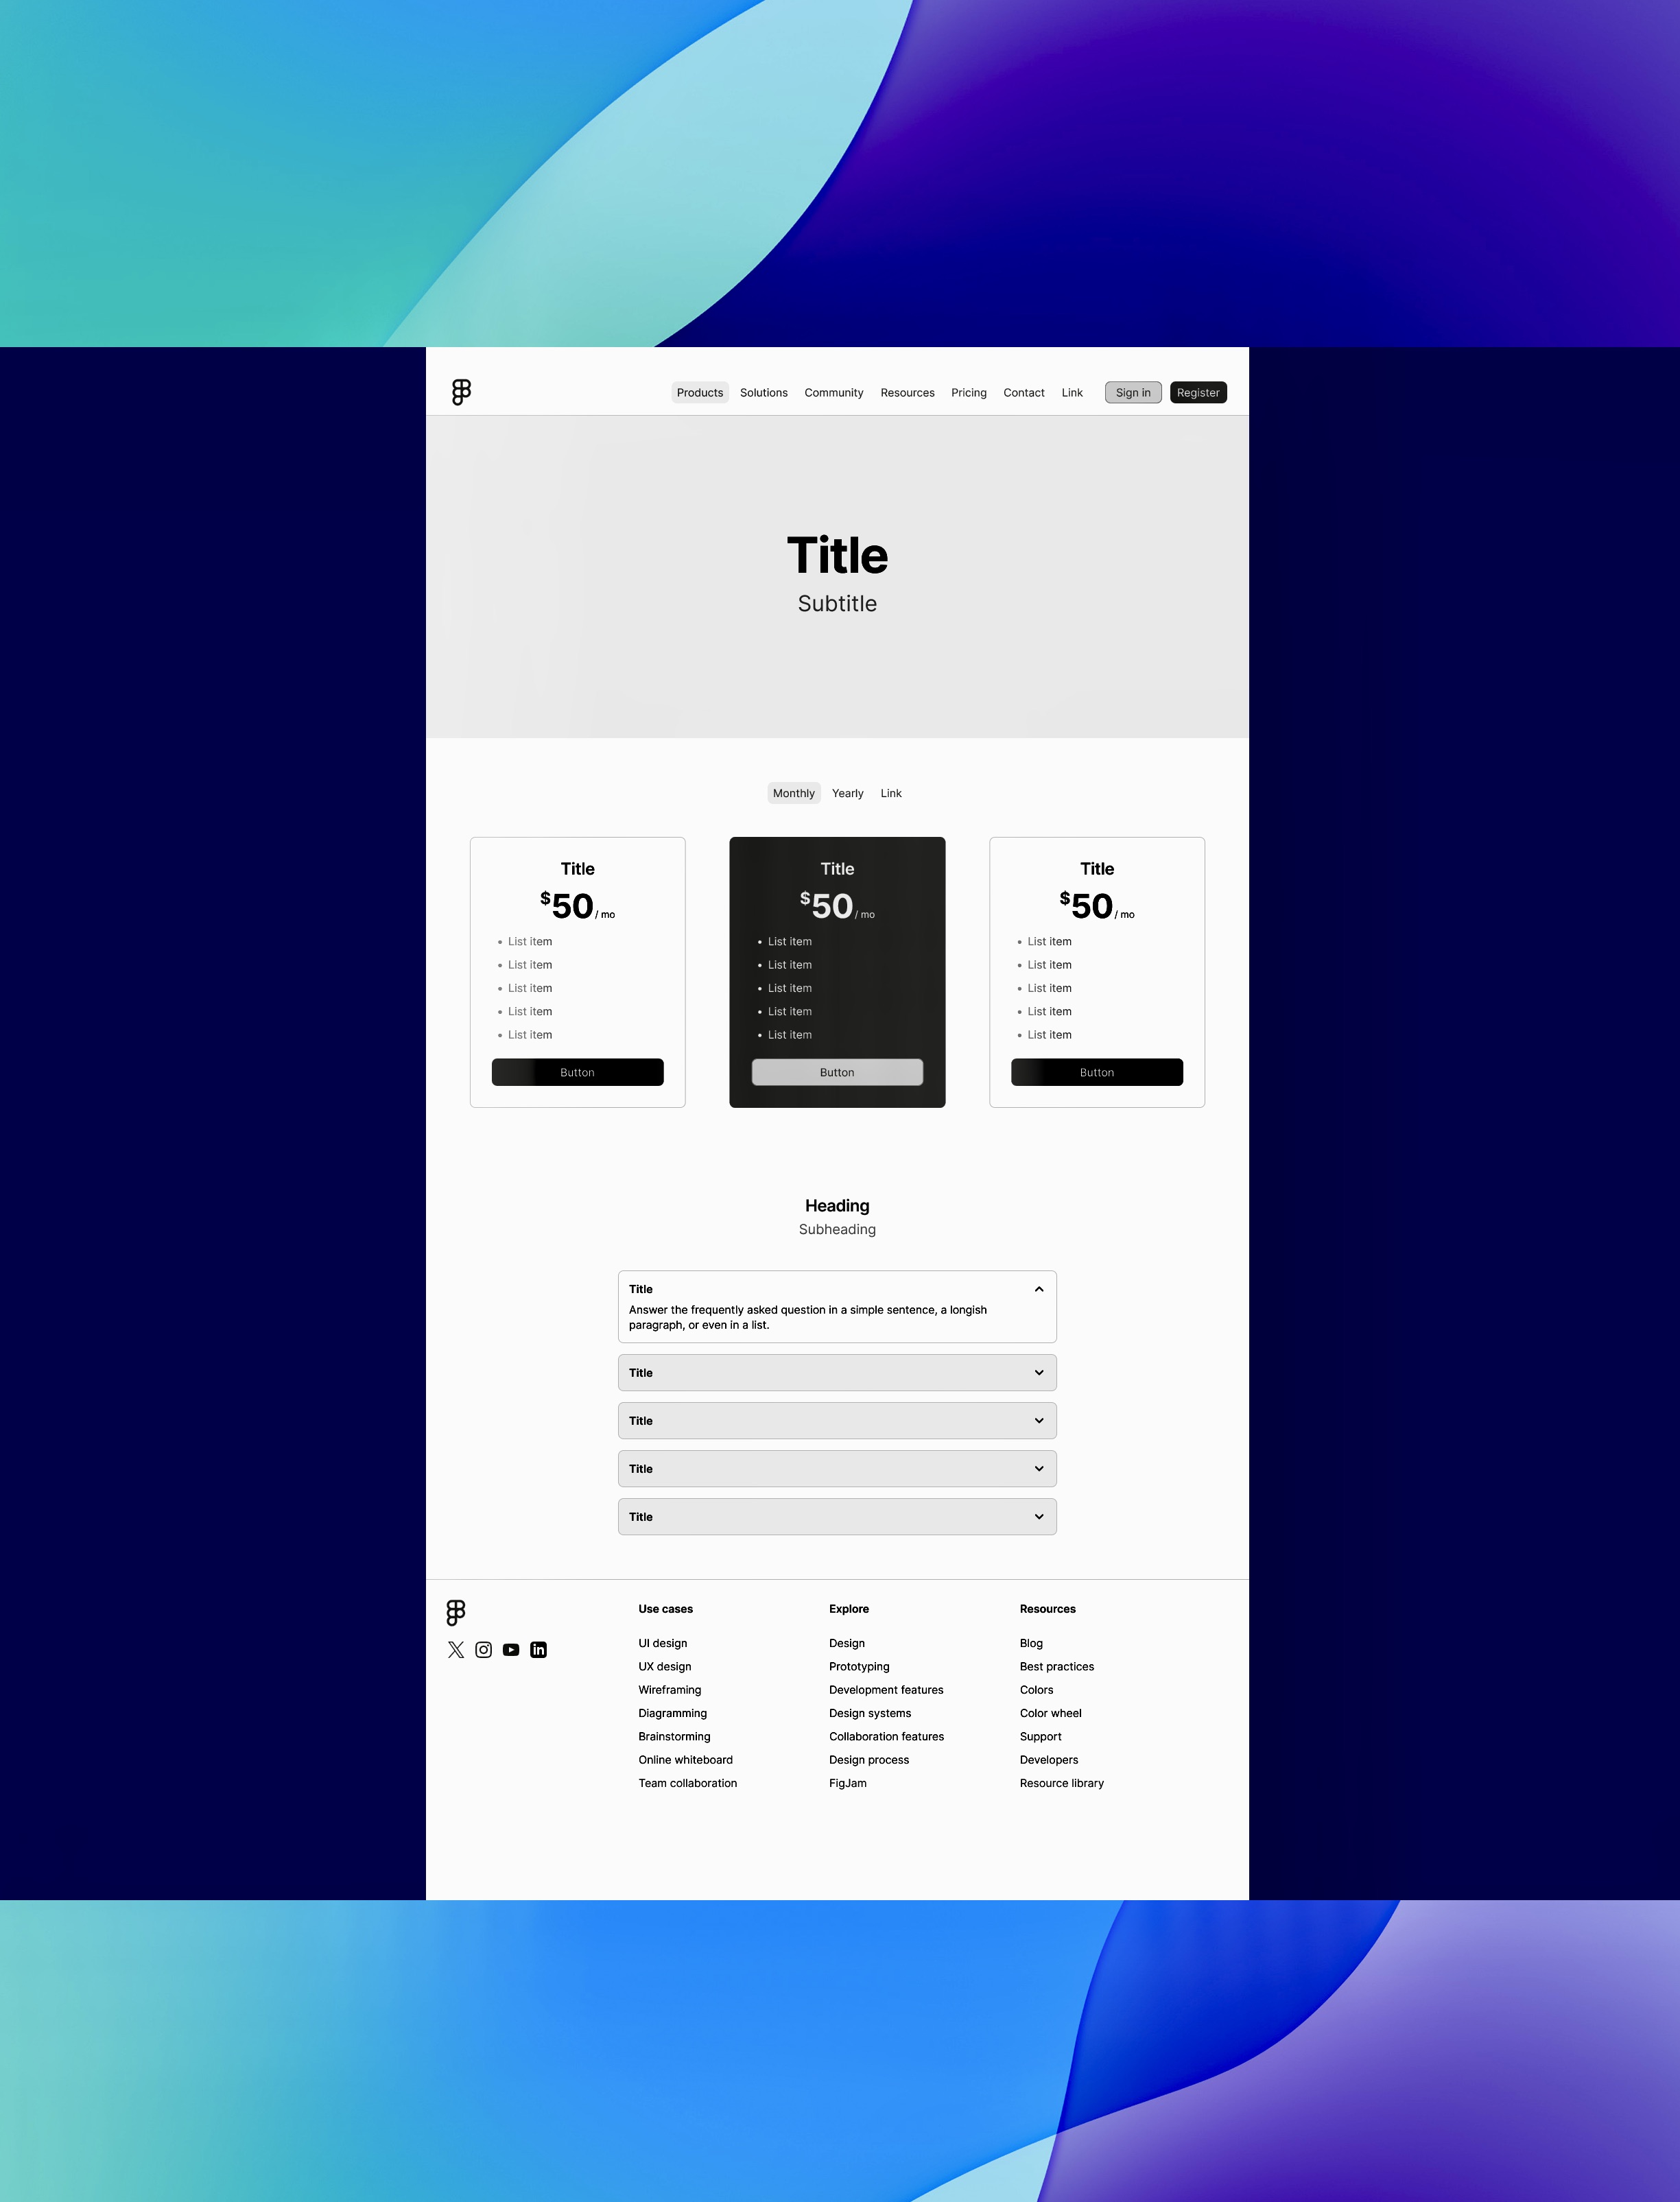 Products Solutions Community Resources Pricing Contact Link Sign in Register
Title
Subtitle
Monthly Yearly Link
Title
$50 / mo
List item
List item
List item
List item
List item
Button
Title
$50 / mo
List item
List item
List item
List item
List item
Button
Title
$50 / mo
List item
List item
List item
List item
List item
Button
Heading
Subheading
Title
Answer the frequently asked question in a simple sentence, a longish
paragraph, or even in a list.
Title
Title
Title
Title
Use cases
UI design
UX design
Wireframing
Diagramming
Brainstorming
Online whiteboard
Team collaboration
Explore
Design
Prototyping
Development features
Design systems
Collaboration features
Design process
FigJam
Resources
Blog
Best practices
Colors
Color wheel
Support
Developers
Resource library